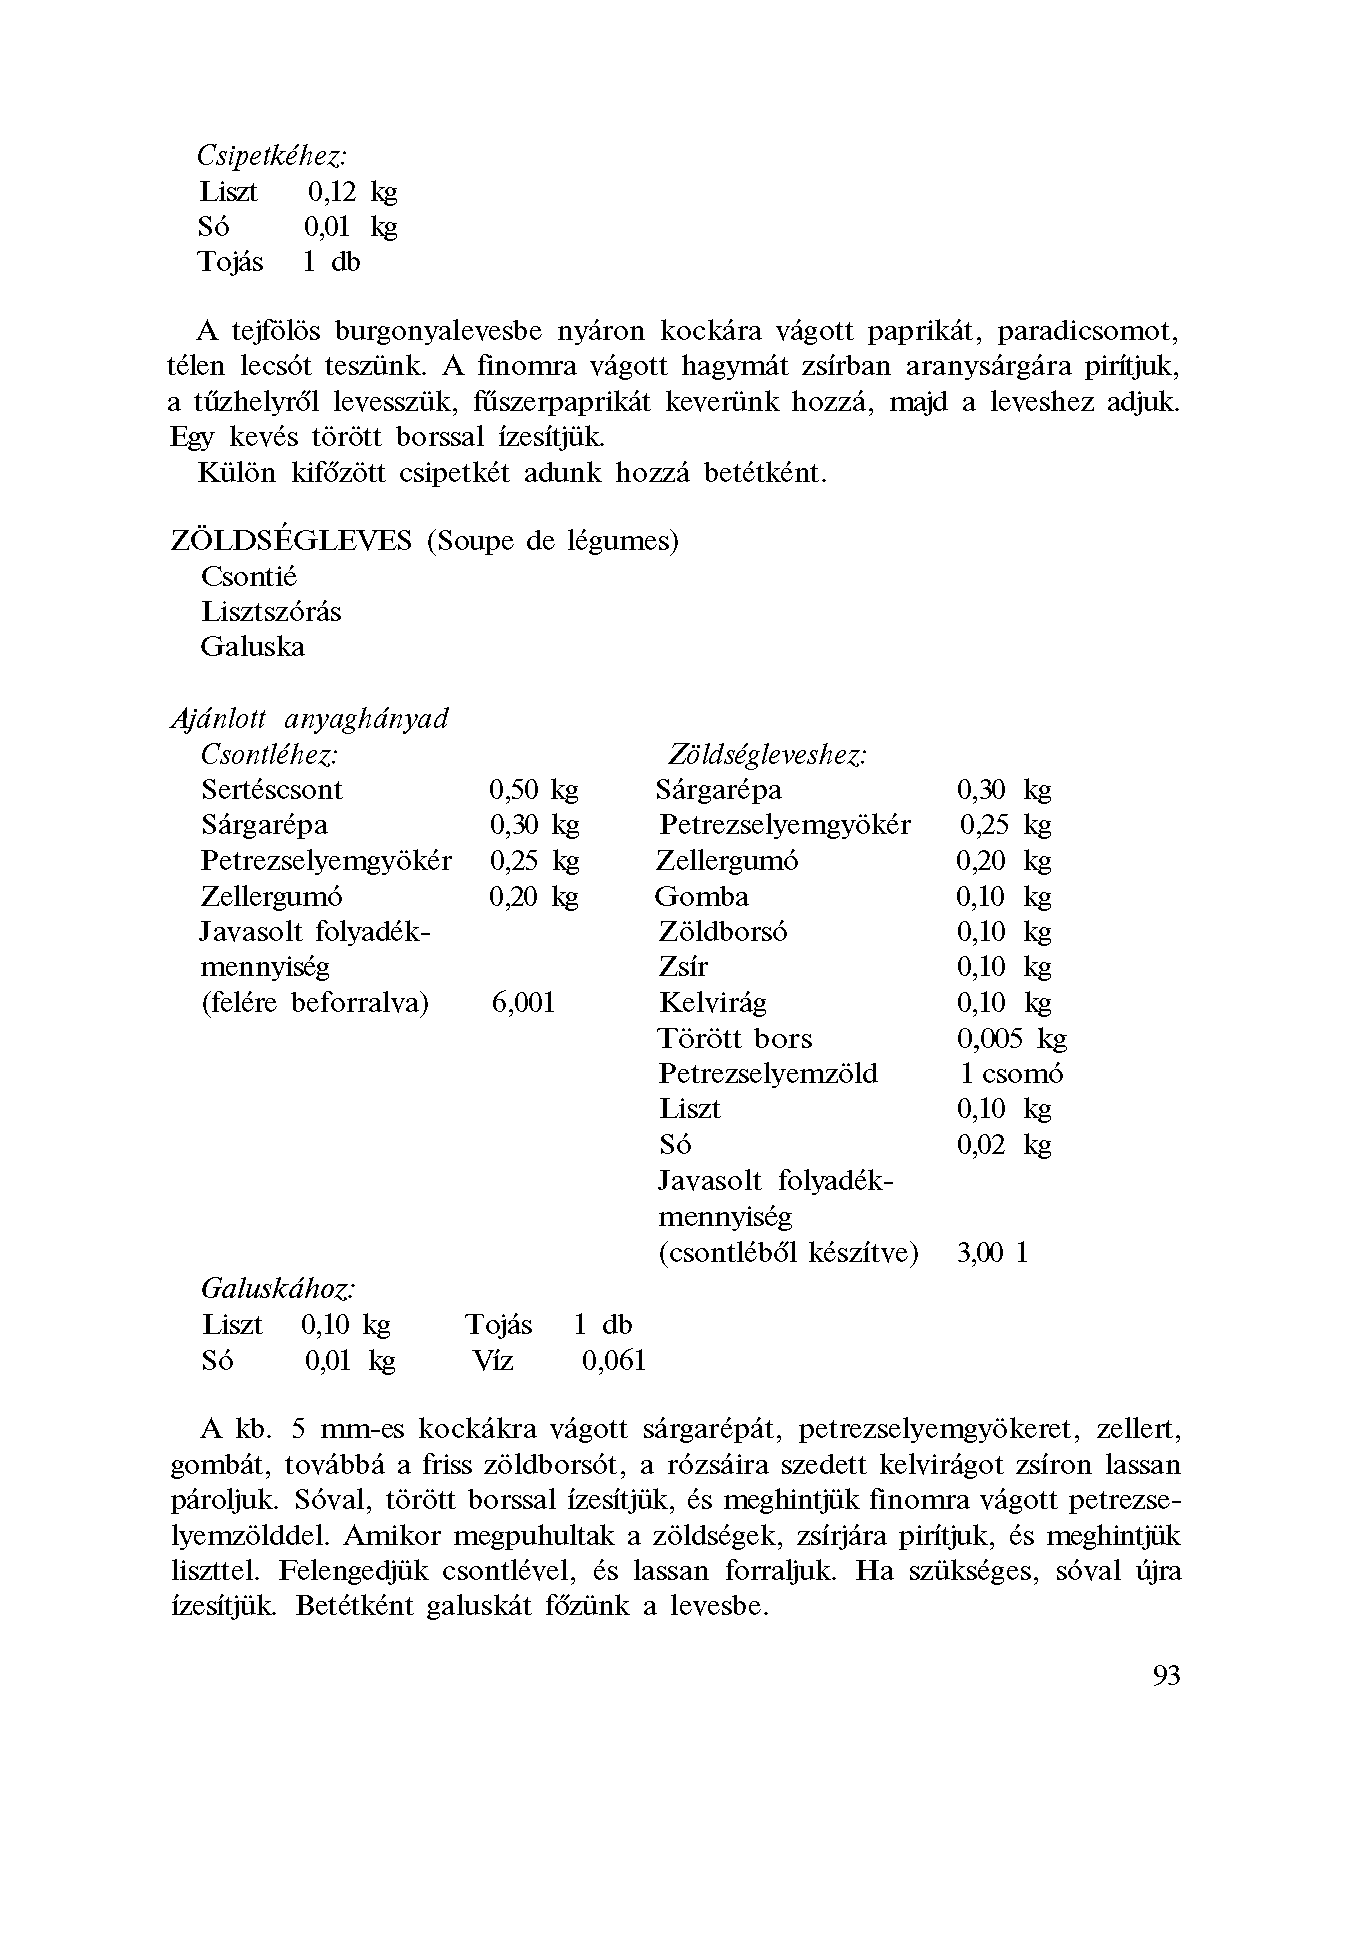 Csipetkéhez:
Liszt 0,12 kg
Só 0,01 kg
Tojás 1 db
A tejfölös burgonyalevesbe nyáron kockára vágott paprikát, paradicsomot,
télen lecsót teszünk. A finomra vágott hagymát zsírban aranysárgára pirítjuk,
a tűzhelyről levesszük, fűszerpaprikát keverünk hozzá, majd a leveshez adjuk.
Egy kevés törött borssal ízesítjük.
Külön kifőzött csipetkét adunk hozzá betétként.
ZÖLDSÉGLEVES (Soupe de légumes)
Csontié
Lisztszórás
Galuska
Ajánlott anyaghányad
Csontléhez:
Sertéscsont 0,50 kg
Sárgarépa 0,30 kg
Petrezselyemgyökér 0,25 kg
Zellergumó 0,20 kg
Javasolt folyadék-
mennyiség
(felére beforralva) 6,001
Zöldségleveshez:
Sárgarépa 0,30 kg
Petrezselyemgyökér 0,25 kg
Zellergumó 0,20 kg
Gomba 0,10 kg
Zöldborsó 0,10 kg
Zsír 0,10 kg
Kelvirág 0,10 kg
Törött bors 0,005 kg
Petrezselyemzöld 1 csomó
Liszt 0,10 kg
Só 0,02 kg
Javasolt folyadék-
mennyiség
(csontléből készítve) 3,00 1
Galuskához:
Liszt 0,10 kg Tojás 1 db
Só 0,01 kg Víz 0,061
A kb. 5 mm-es kockákra vágott sárgarépát, petrezselyemgyökeret, zellert,
gombát, továbbá a friss zöldborsót, a rózsáira szedett kelvirágot zsíron lassan
pároljuk. Sóval, törött borssal ízesítjük, és meghintjük finomra vágott petrezse-
lyemzölddel. Amikor megpuhultak a zöldségek, zsírjára pirítjuk, és meghintjük
liszttel. Felengedjük csontlével, és lassan forraljuk. Ha szükséges, sóval újra
ízesítjük. Betétként galuskát főzünk a levesbe.
93